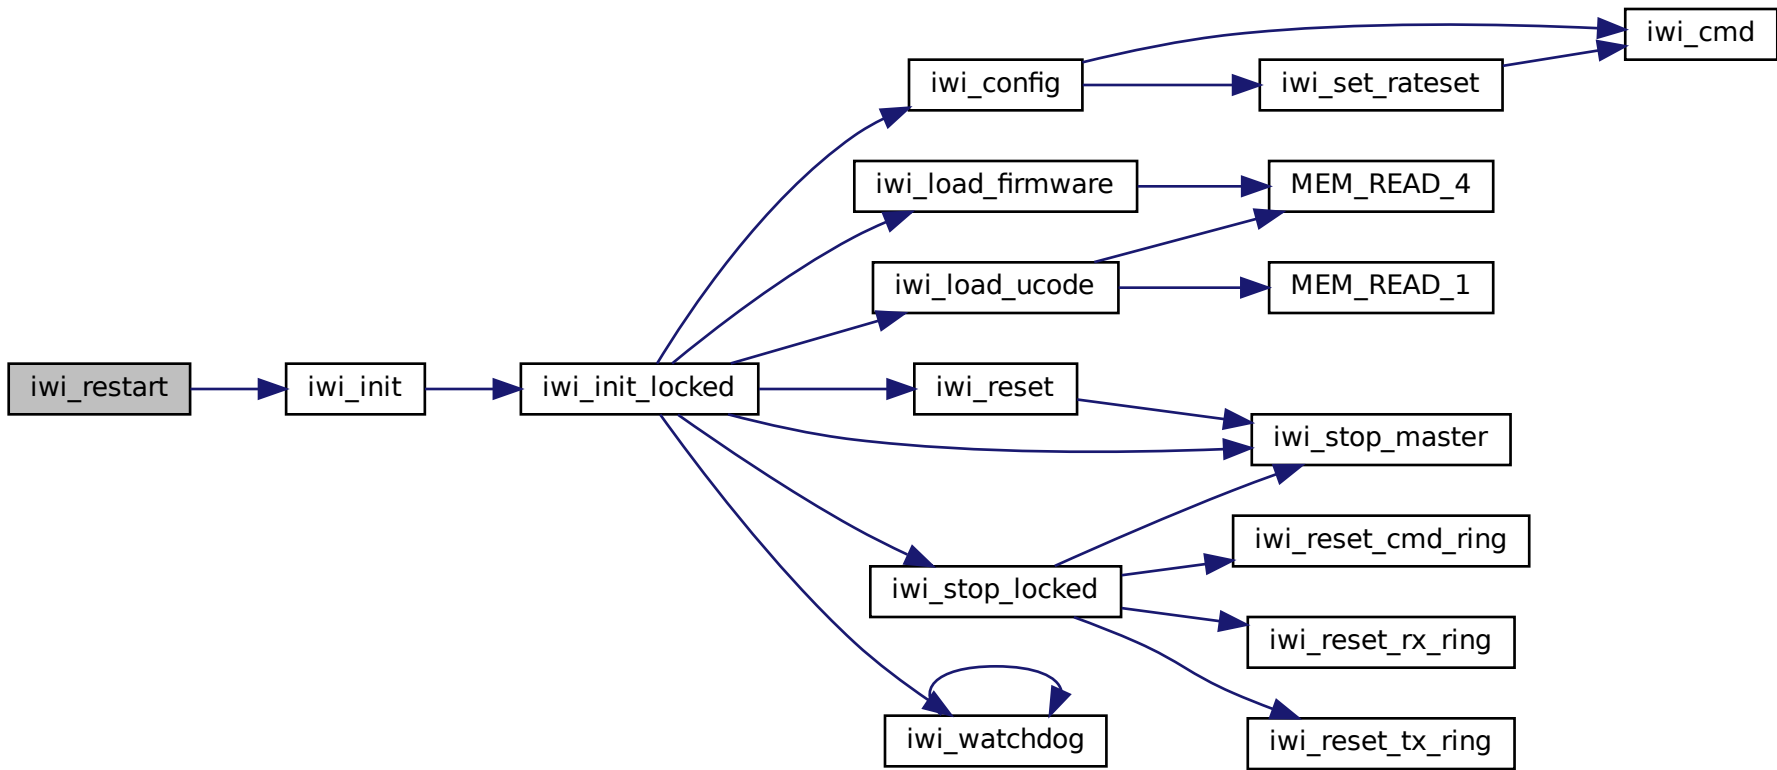 iwi_cmd
iwi_config
iwi_set_rateset
iwi_load_firmware
MEM_READ_4
iwi_load_ucode
MEM_READ_1
iwi_restart
iwi_init
iwi_init_locked
iwi_reset
iwi_stop_master
iwi_reset_cmd_ring
iwi_stop_locked
iwi_reset_rx_ring
iwi_watchdog
iwi_reset_tx_ring